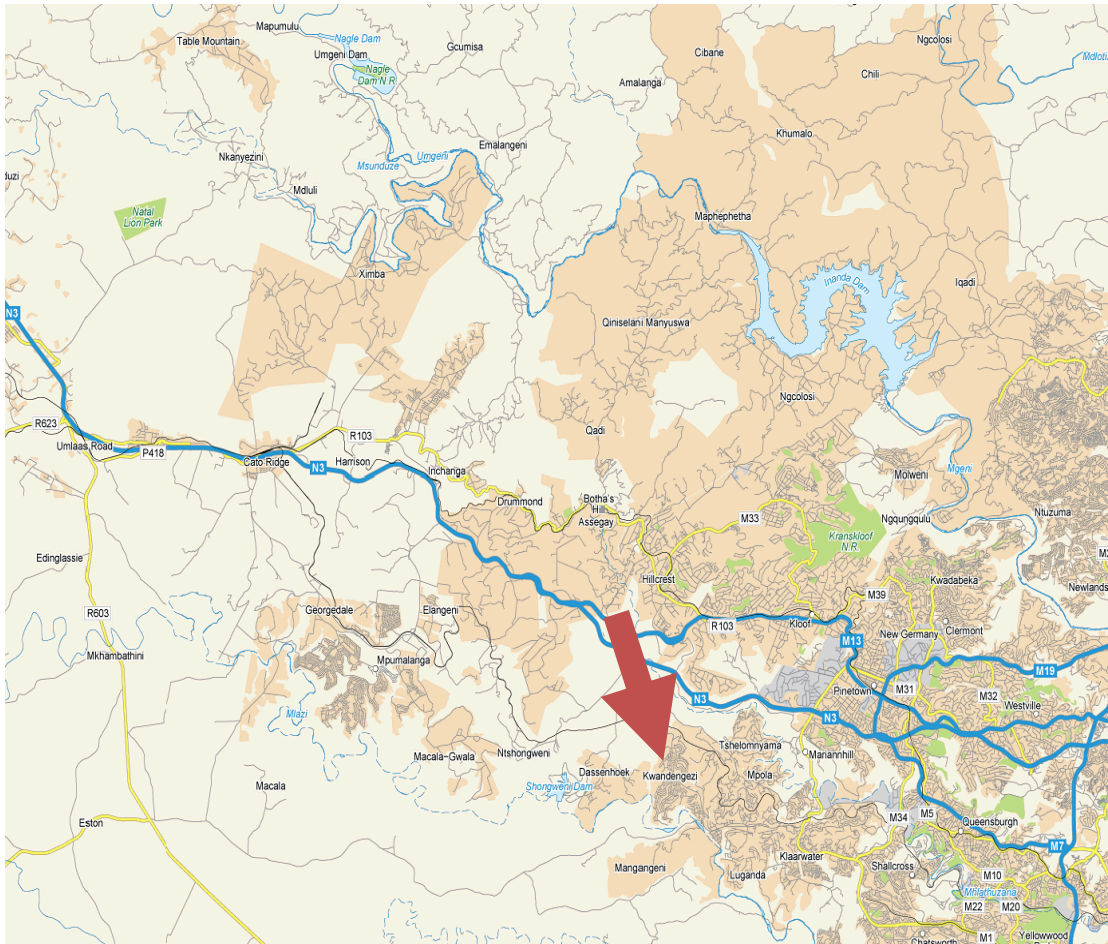 Mapumulo
Ngcolosi
Table Mountain
Nagle Dam
Gcumisa
Cibane
Umgeni Dam
Mdloti
Nagle
Dam N.R
Chili
Amalanga
Khumalo
Emalangeni
Nkanyezini
Umgeni
Msunduze
Mdluli
Natal
Lion Park
Maphephetha
Ximba
Inanda Dam
Iqadi
N3
Qiniselani Manyuswa
Ngcolosi
R623
Qadi
R103
Umlaas Road
P418
Cato Ridge
Harrison
N3
Inchanga
Mgeni
Molweni
Drummond
Botha's
Hill
Assegay
M33
Ntuzuma
Ngqungqulu
Kranskloof
N.R.
Edinglassie
Hillcrest
Kwadabeka
Newlands
M39
R603
Georgedale
Elangeni
R103
Kloof
Clermont
New Germany
M13
Mkhambathini
Mpumalanga
M19
Pinetown
M31
M32
N3
Westville
Mlazi
N3
Tshelomnyama
Macala-Gwala
Ntshongweni
Mariannhill
Dassenhoek
Kwandengezi
Mpola
Macala
Shongweni Dam
M34
M5
Eston
Queensburgh
M7
Klaarwater
Mangangeni
Shallcross
Luganda
M10
Mhlathuzana
M22
M20
M1
Yellowwood
Chatsworth